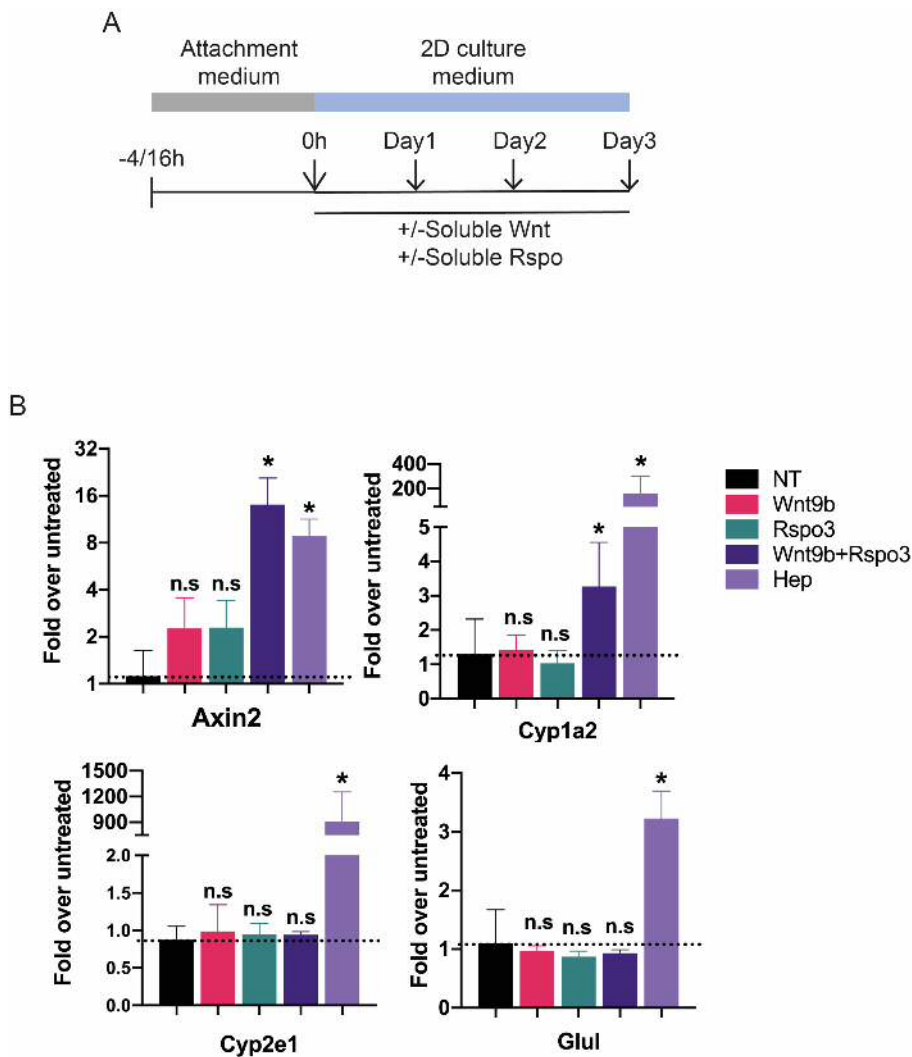 A
Attachment
medium
2D culture
medium
-4/16h
0h
Day1
Day2
Day3
+/-Soluble Wnt
+/-Soluble Rspo
B
Fold over untreated
32
16
8
4
2
1
n.s
n.s
*
*
Axin2
Fold over untreated
400
200
5
4
3
2
1
0
n.s
n.s
*
*
Cyp1a2
NT
Wnt9b
Rspo3
Wnt9b+Rspo3
Hep
Fold over untreated
1500
1200
900
2.0
1.5
1.0
0.5
0.0
n.s
n.s
n.s
*
Cyp2e1
Fold over untreated
4
3
2
1
0
n.s
n.s
n.s
*
Glul